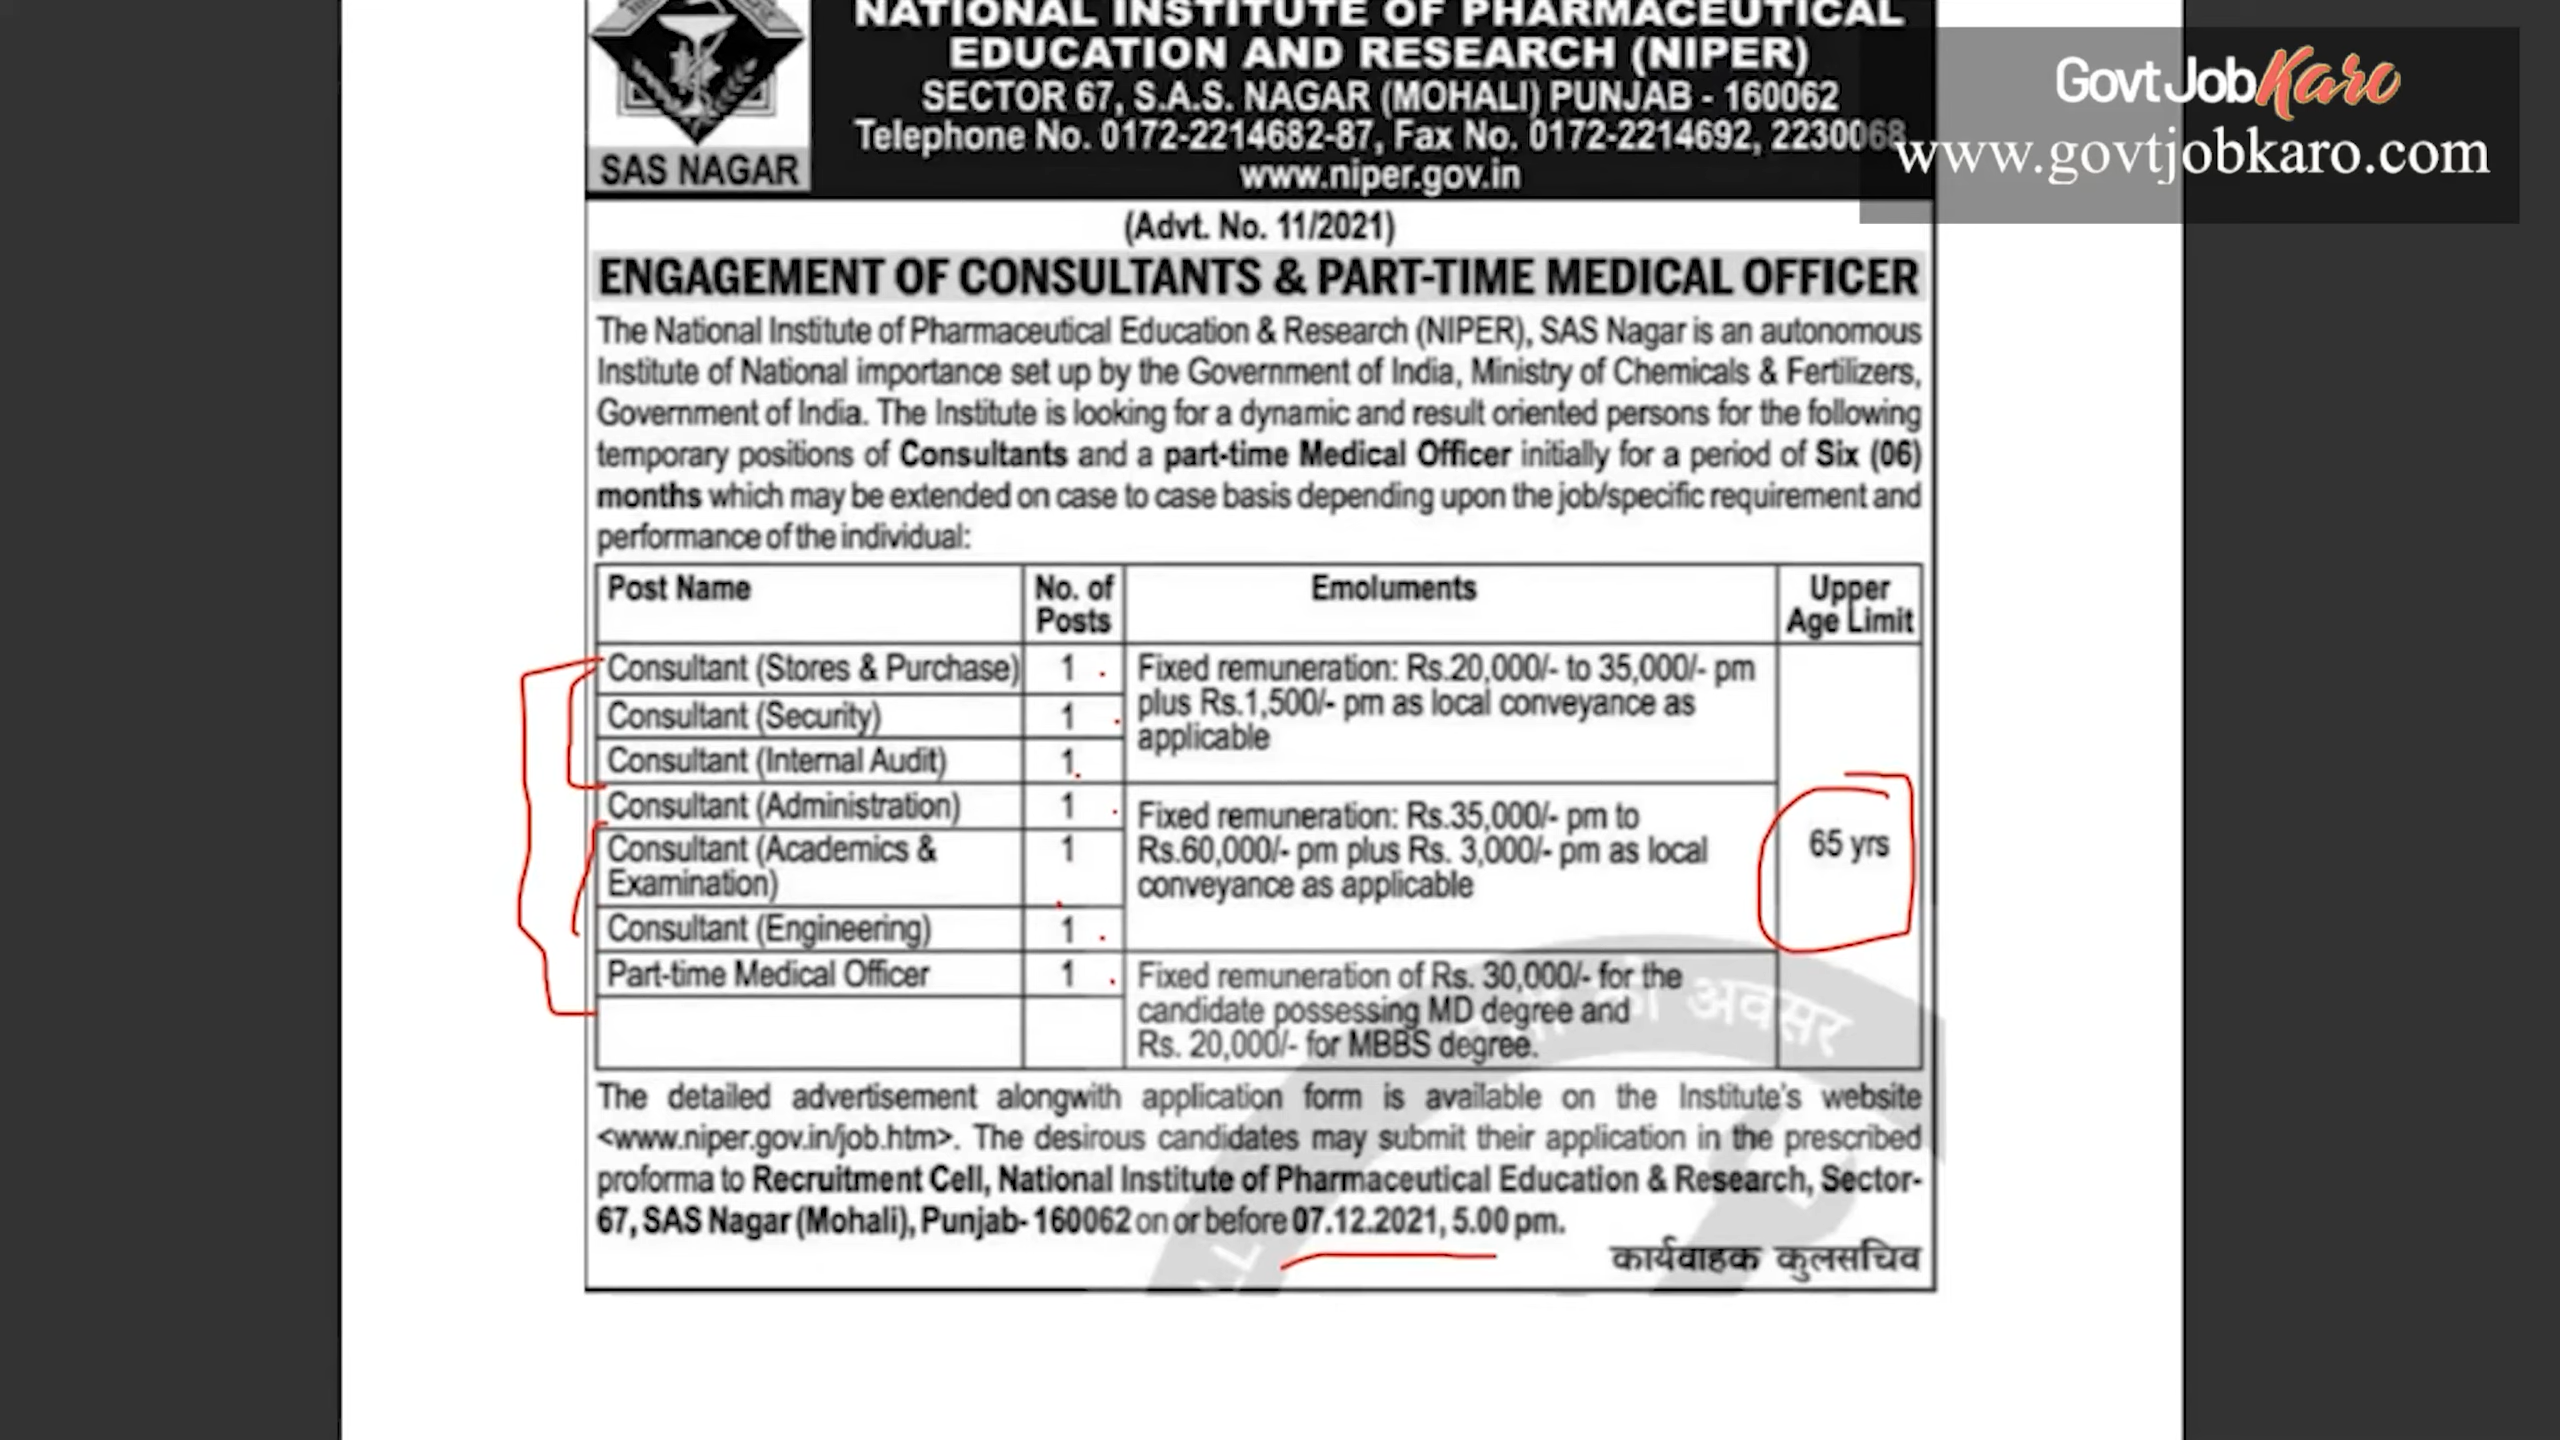 NATIONAL INSTITUTE OF PHARMACEUTICAL
EDUCATION AND RESEARCH (NIPER)
SECTOR 67, S.A.S. NAGAR (MOHALI) PUNJAB - 160062
Telephone No. 0172-2214682-87, Fax No. 0172-2214692, 2230068
www.niper.gov.in
SAS NAGAR
GovtJobKaro
www.govtjobkaro.com
(Advt. No. 11/2021)
ENGAGEMENT OF CONSULTANTS & PART-TIME MEDICAL OFFICER
The National Institute of Pharmaceutical Education & Research (NIPER), SAS Nagar is an autonomous
Institute of National importance set up by the Government of India, Ministry of Chemicals & Fertilizers,
Government of India. The Institute is looking for a dynamic and result oriented persons for the following
temporary positions of Consultants and a part-time Medical Officer initially for a period of Six (06)
months which may be extended on case to case basis depending upon the job/specific requirement and
performance of the individual:
Post Name
No. of
Posts
Emoluments
Upper
Age Limit
Consultant (Stores & Purchase) 1
Consultant (Security) 1
Consultant (Internal Audit) 1
Fixed remuneration: Rs.20,000/- to 35,000/- pm
plus Rs.1,500/- pm as local conveyance as
applicable
Consultant (Administration) 1
Consultant (Academics & 1
Examination)
Consultant (Engineering) 1
Fixed remuneration: Rs.35,000/- pm to
Rs.60,000/- pm plus Rs. 3,000/- pm as local
conveyance as applicable
65 yrs
Part-time Medical Officer 1
Fixed remuneration of Rs. 30,000/- for the
candidate possessing MD degree and
Rs. 20,000/- for MBBS degree.
को अवसर
The detailed advertisement alongwith application form is available on the Institute's website
<www.niper.gov.in/job.htm>. The desirous candidates may submit their application in the prescribed
proforma to Recruitment Cell, National Institute of Pharmaceutical Education & Research, Sector-
67, SAS Nagar (Mohali), Punjab- 160062 on or before 07.12.2021, 5.00 pm.
कार्यवाहक कुलसचिव